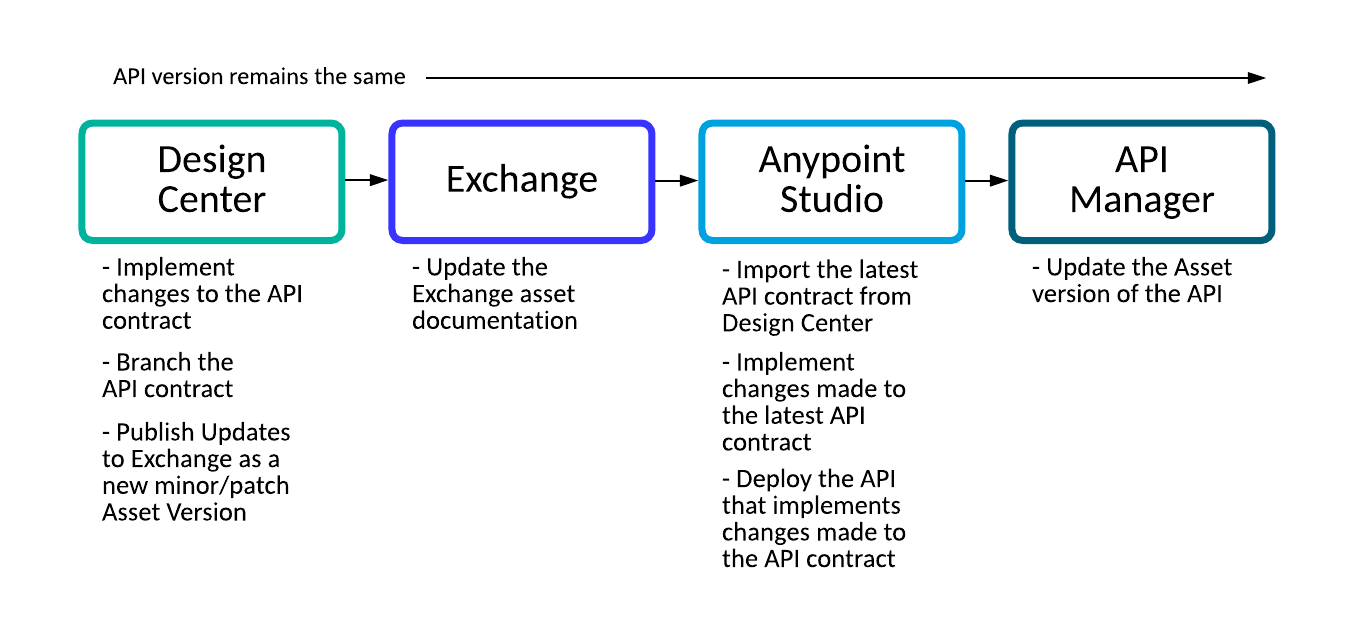 API version remains the same
Design
Center
Exchange
Anypoint
Studio
API
Manager
- Implement
changes to the API
contract
- Branch the
API contract
- Publish Updates
to Exchange as a
new minor/patch
Asset Version
- Update the
Exchange asset
documentation
- Import the latest
API contract from
Design Center
- Implement
changes made to
the latest API
contract
- Deploy the API
that implements
changes made to
the API contract
- Update the Asset
version of the API